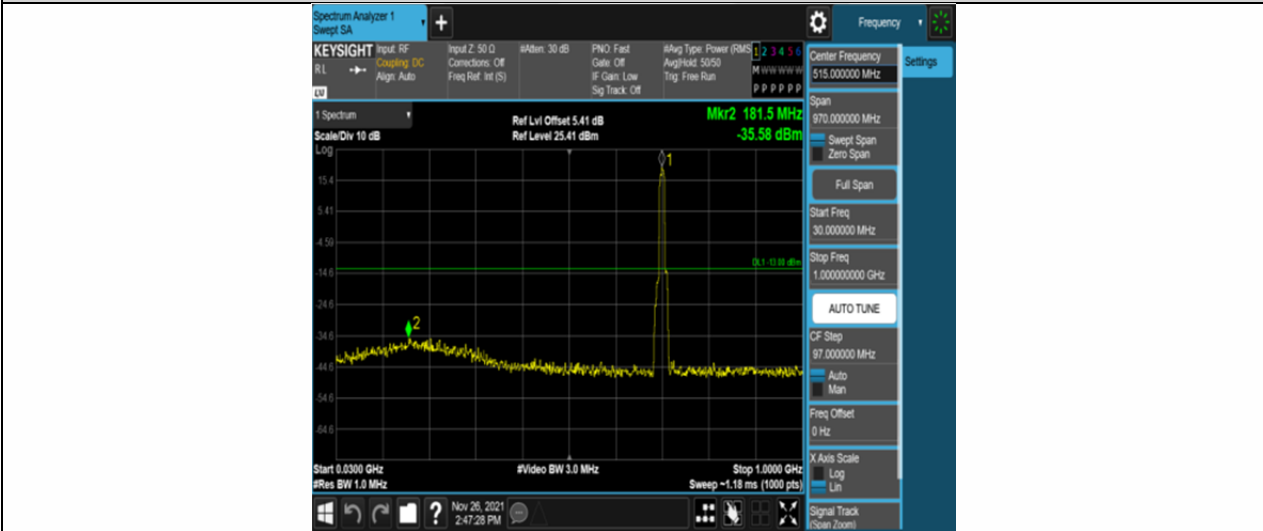 Spectrum Analyzer 1
Swept SA
Frequency
KEYSIGHT
Input: RF
Input Z: 50 Ω
#Atten: 30 dB
PNO: Fast
#Avg Type: Power (RMS
1 2 3 4 5 6
RL
Coupling: DC
Corrections: Off
Gate: Off
Avg|Hold: 50/50
M W W W W W
Align: Auto
Freq Ref: Int (S)
IF Gain: Low
Trig: Free Run
Sig Track: Off
P P P P P P
LV
Center Frequency
515.000000 MHz
Settings
Span
970.000000 MHz
Swept Span
Zero Span
Full Span
Start Freq
30.000000 MHz
Stop Freq
1.000000000 GHz
AUTO TUNE
CF Step
97.000000 MHz
Auto
Man
Freq Offset
0 Hz
X Axis Scale
Log
Lin
Signal Track
(Span Zoom)
1 Spectrum
Ref Lvl Offset 5.41 dB
Mkr2 181.5 MHz
Scale/Div 10 dB
Ref Level 25.41 dBm
-35.58 dBm
Log
1
15.4
5.41
-4.59
DL1 -13.00 dBm
-14.6
-24.6
2
-34.6
-44.6
-54.6
-64.6
Start 0.0300 GHz
#Video BW 3.0 MHz
Stop 1.0000 GHz
#Res BW 1.0 MHz
Sweep ~1.18 ms (1000 pts)
?
Nov 26, 2021
2:47:28 PM